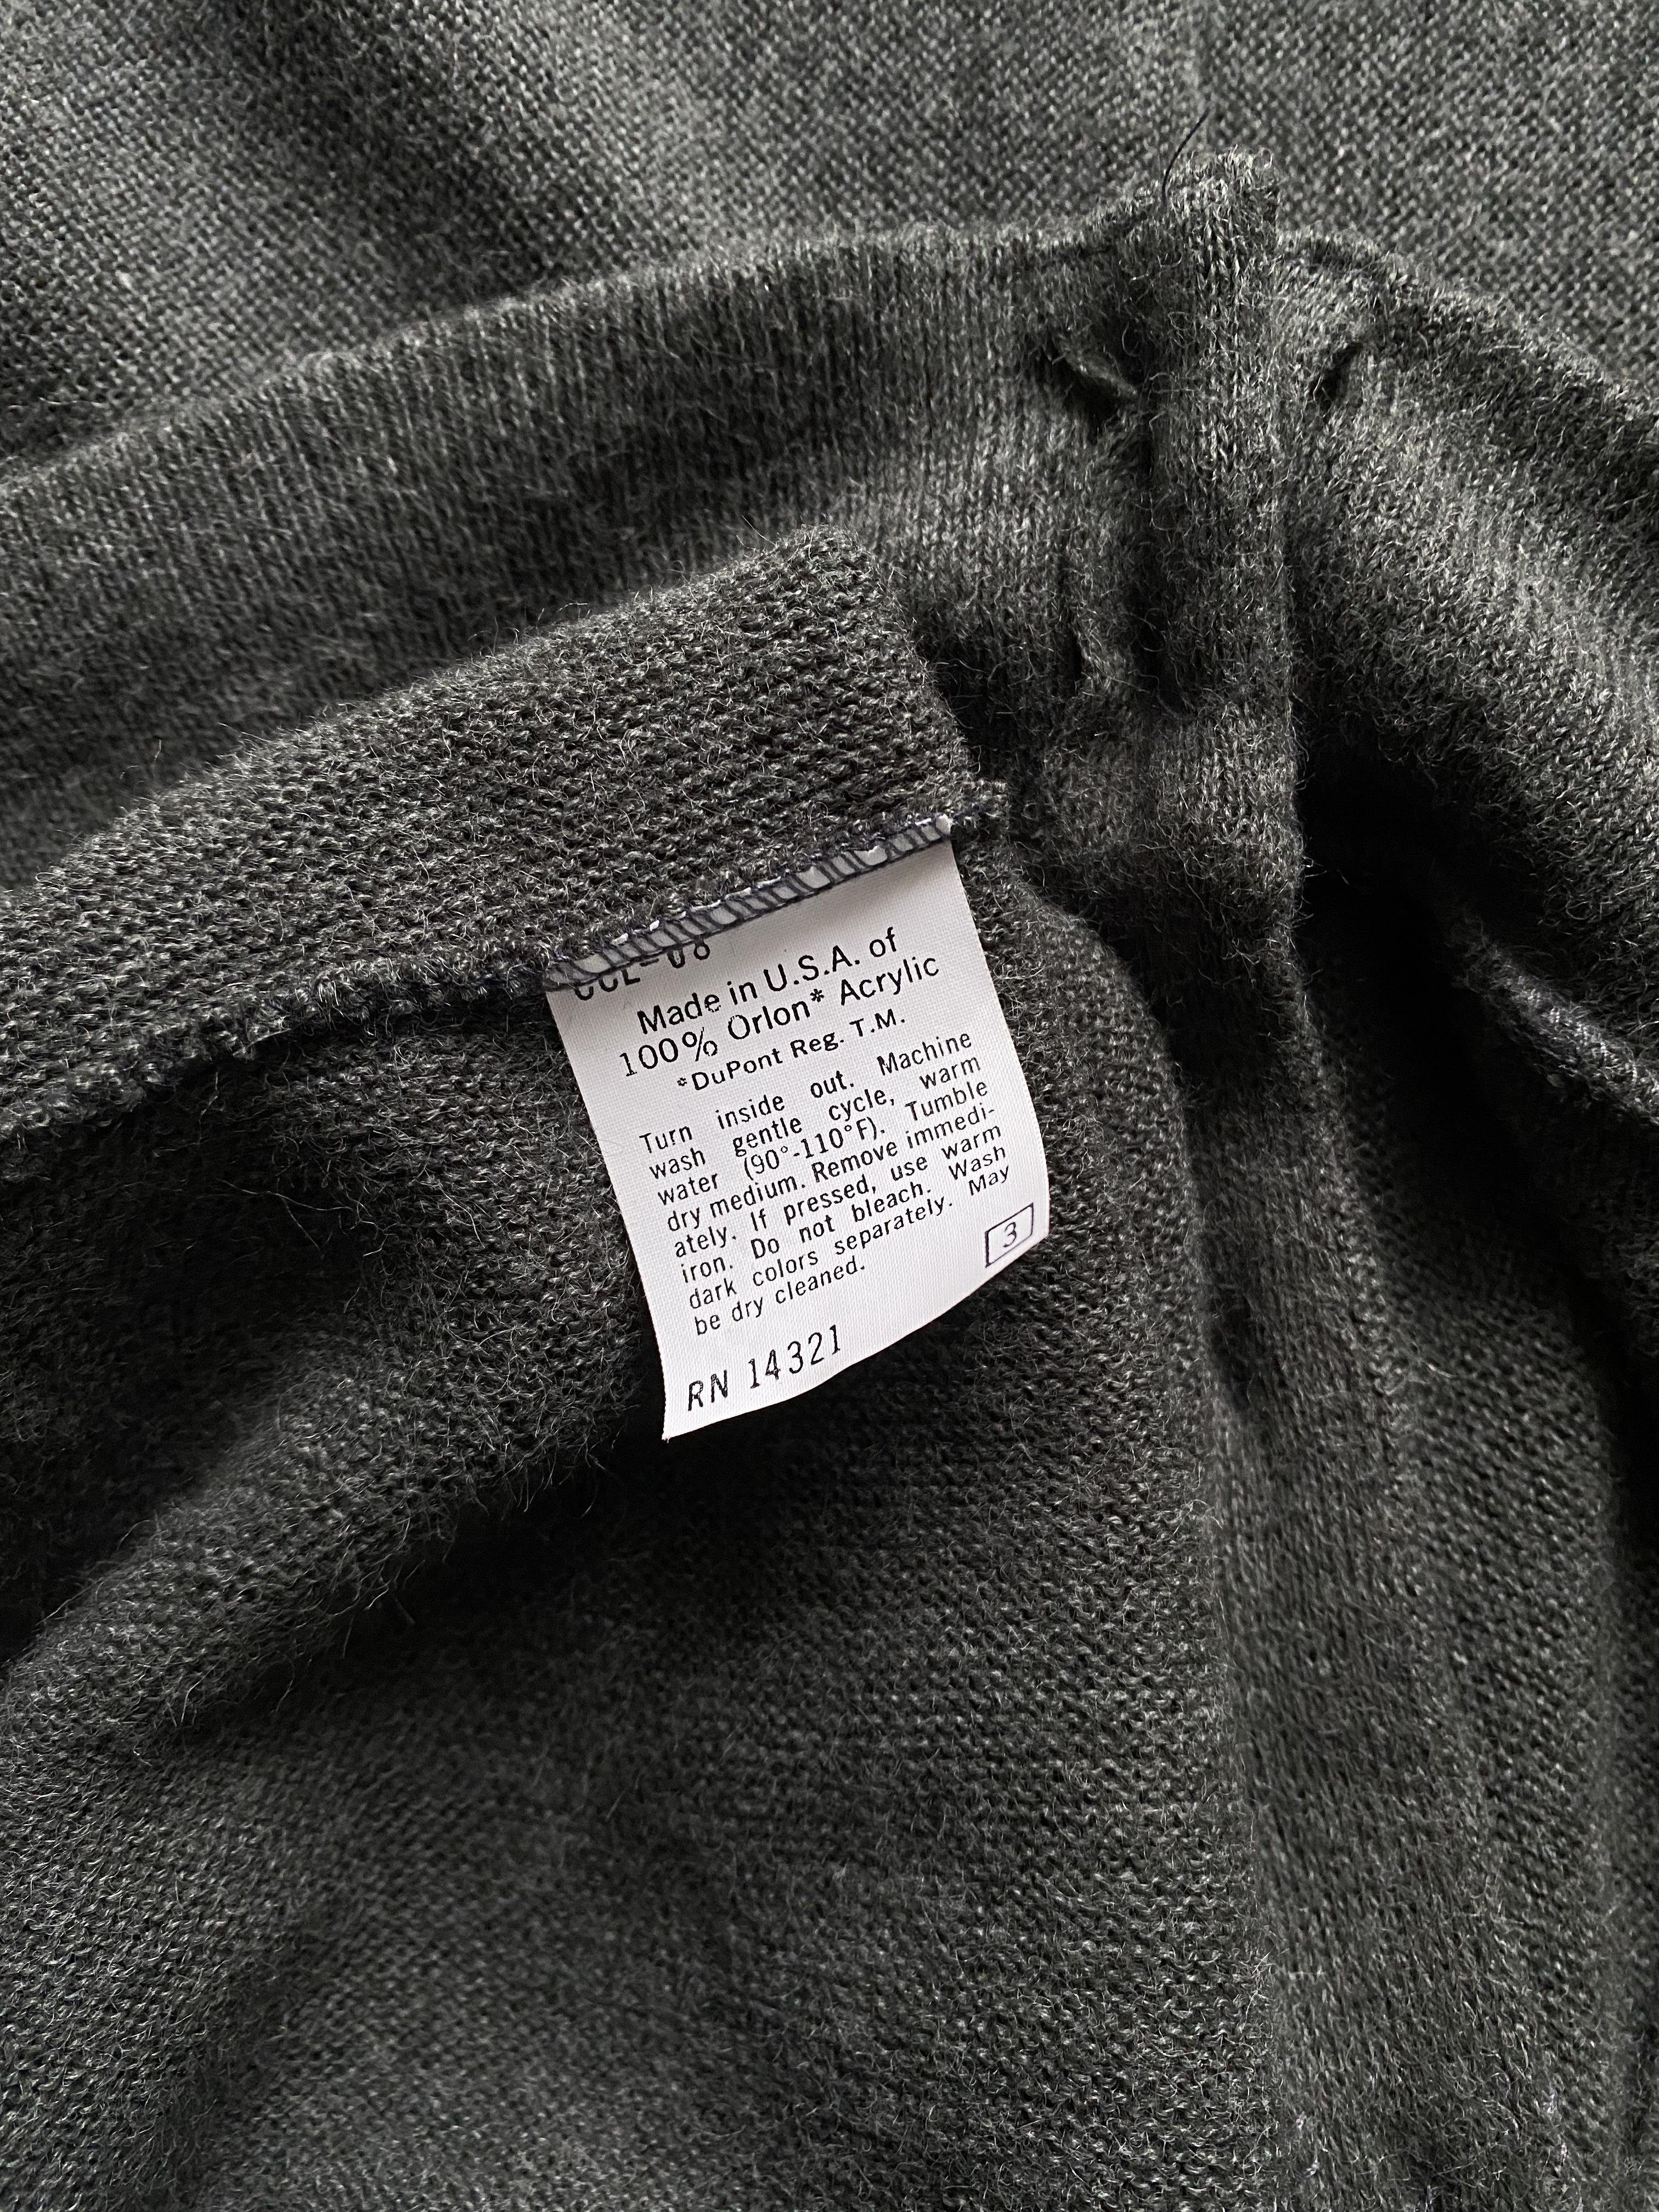 Made in U.S.A. of
100% Orlon* Acrylic
*DuPont Reg. T.M.
Turn inside out. Machine
wash gentle cycle, warm
water (90°-110°F). Tumble
dry medium. Remove immedi-
ately. If pressed, use warm
iron. Do not bleach. Wash
dark colors separately. May
be dry cleaned.
3
RN 14321